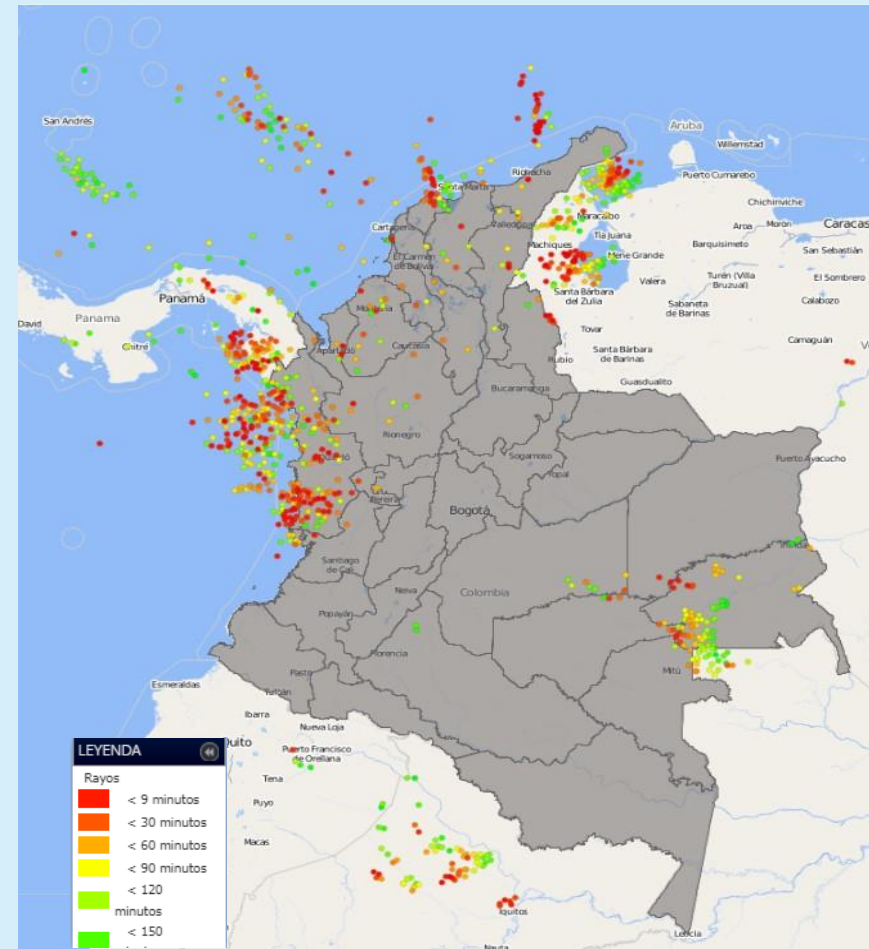 San Andrés
Aruba
Willemstad
Riohacha
Puerto Cumarebo
Santa Marta
Chichiriviche
Maracaibo
Cartagena
Valledupar
Aroa
Morón
Caracas
Tía Juana
Machiques
Barquisimeto
San Sebastián
El Carmen
de Bolívar
Mene Grande
Valera
Turén (Villa
Bruzual)
El Sombrero
Panamá
Santa Bárbara
del Zulia
Sabaneta
de Barinas
Calabozo
David
Panama
Montería
Tovar
Camaguán
Chitré
Apartadó
Caucasia
Rubio
Santa Bárbara
de Barinas
Guasdualito
Bucaramanga
Rionegro
Quibdó
Sogamoso
Puerto Ayacucho
Yopal
Pereira
Bogotá
Inírida
Santiago
de Cali
Neiva
Colombia
Popayán
Florencia
Mitú
Esmeraldas
Pasto
Tulcán
Ibarra
Nueva Loja
Quito
Puerto Francisco
de Orellana
Tena
Puyo
Macas
Iquitos
Nauta
Leticia
LEYENDA
Rayos
< 9 minutos
< 30 minutos
< 60 minutos
< 90 minutos
< 120
minutos
< 150